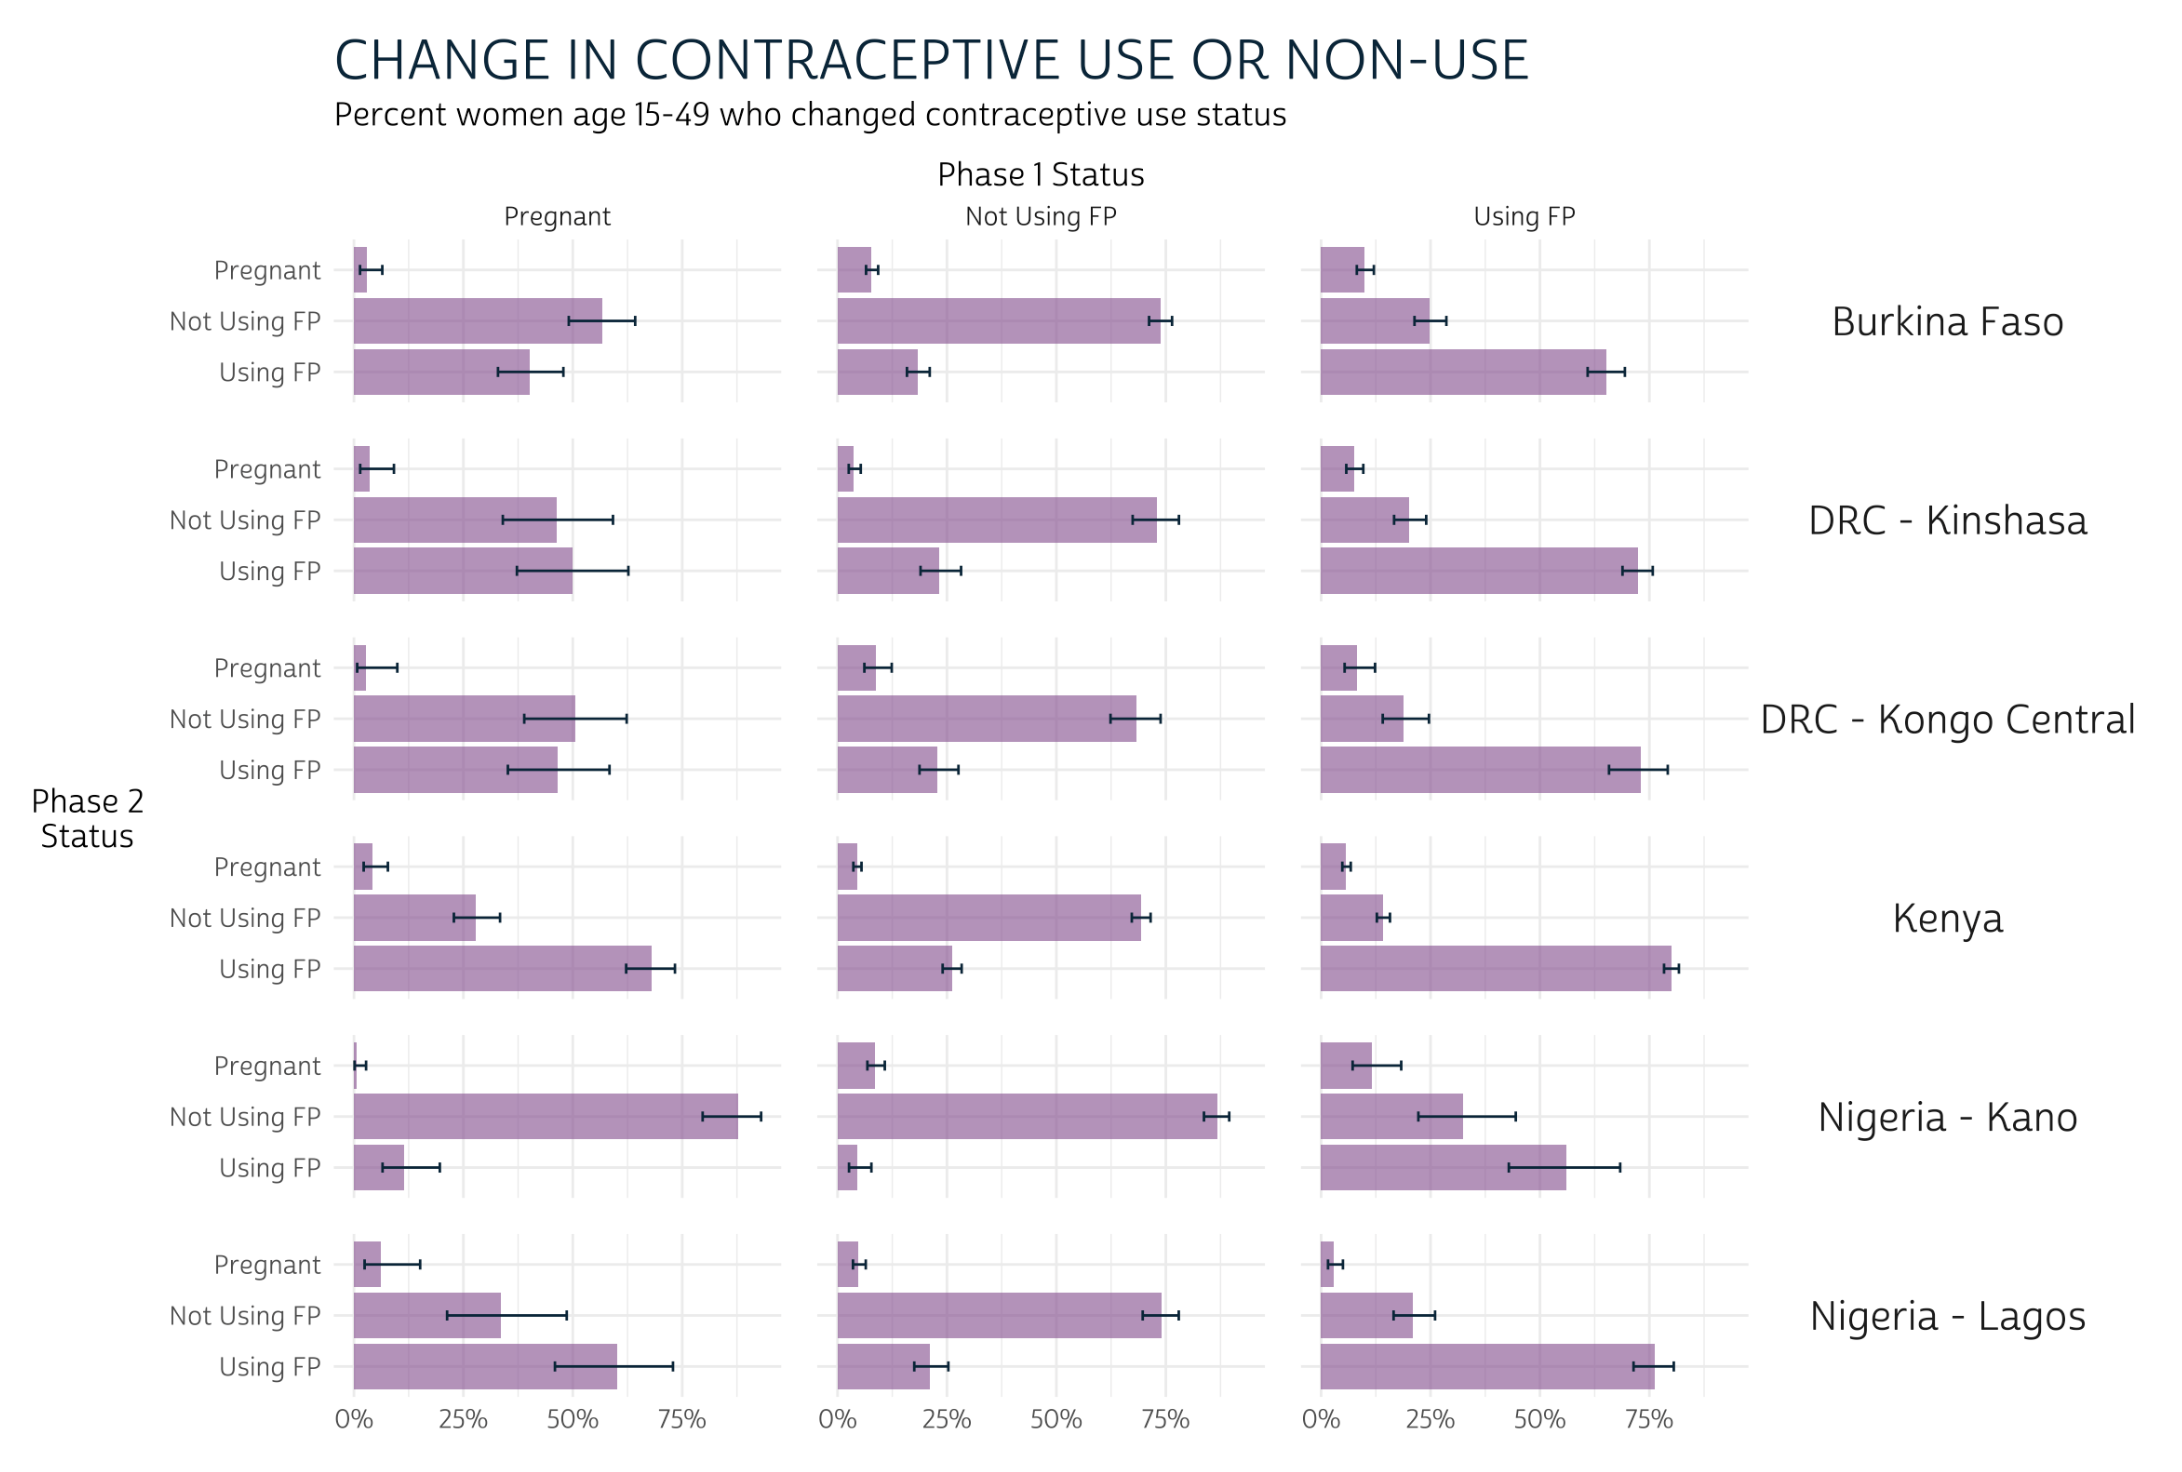 CHANGE IN CONTRACEPTIVE USE OR NON-USE
Percent women age 15-49 who changed contraceptive use status
Phase 1 Status
Pregnant Not Using FP Using FP
Pregnant
Not Using FP
Using FP
Burkina Faso
Pregnant
Not Using FP
Using FP
DRC - Kinshasa
Pregnant
Not Using FP
Using FP
DRC - Kongo Central
Phase 2
Status
Pregnant
Not Using FP
Using FP
Kenya
Pregnant
Not Using FP
Using FP
Nigeria - Kano
Pregnant
Not Using FP
Using FP
Nigeria - Lagos
0% 25% 50% 75% 0% 25% 50% 75% 0% 25% 50% 75%